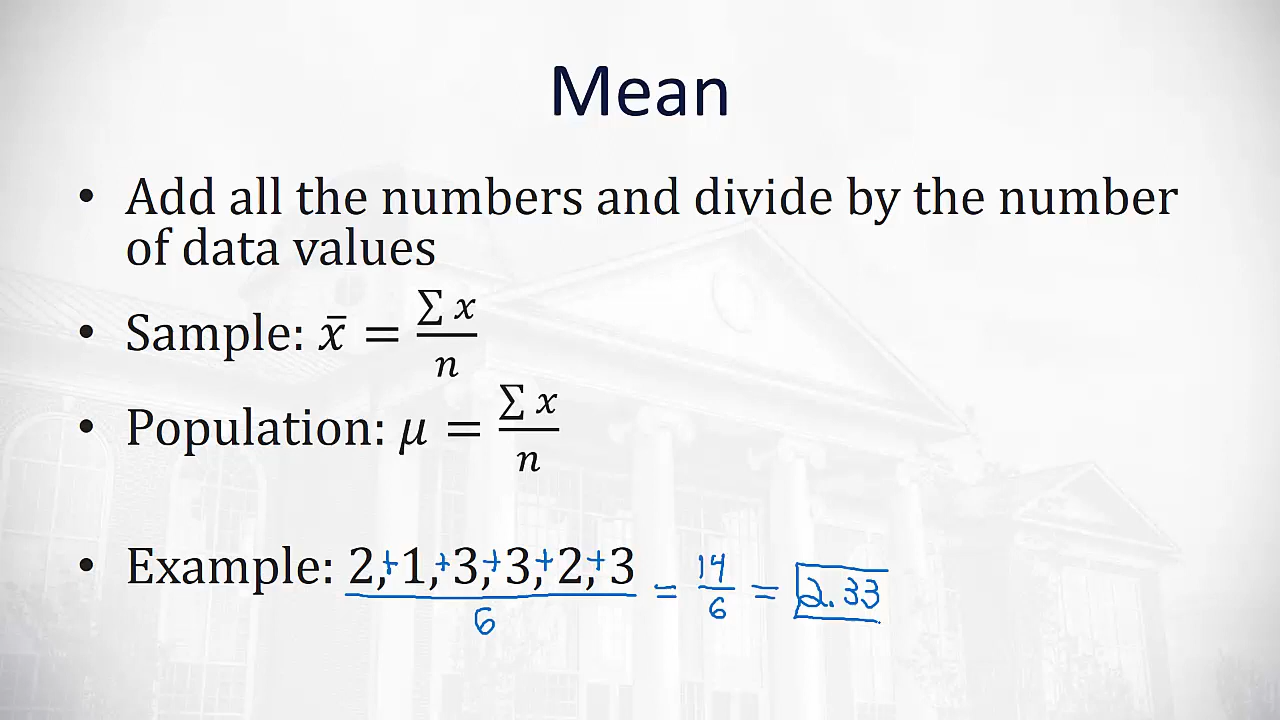 Mean
• Add all the numbers and divide by the number
of data values
• Sample: x̄ = ∑ x / n
• Population: μ = ∑ x / n
• Example: 2,+1,+3,+3,+2,+3 / 6 = 14 / 6 = 2.33